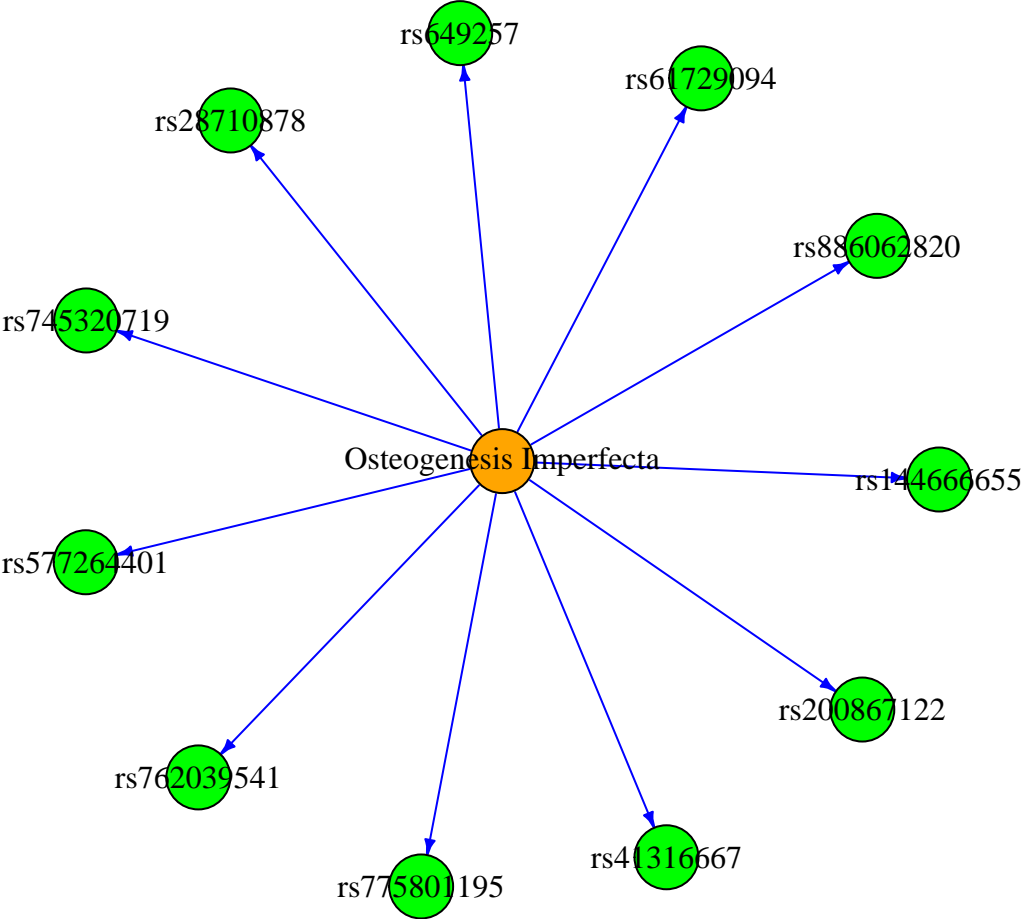 rs649257
rs61729094
rs28710878
rs886062820
rs745320719
Osteogenesis Imperfecta
rs144666655
rs577264401
rs200867122
rs762039541
rs41316667
rs775801195